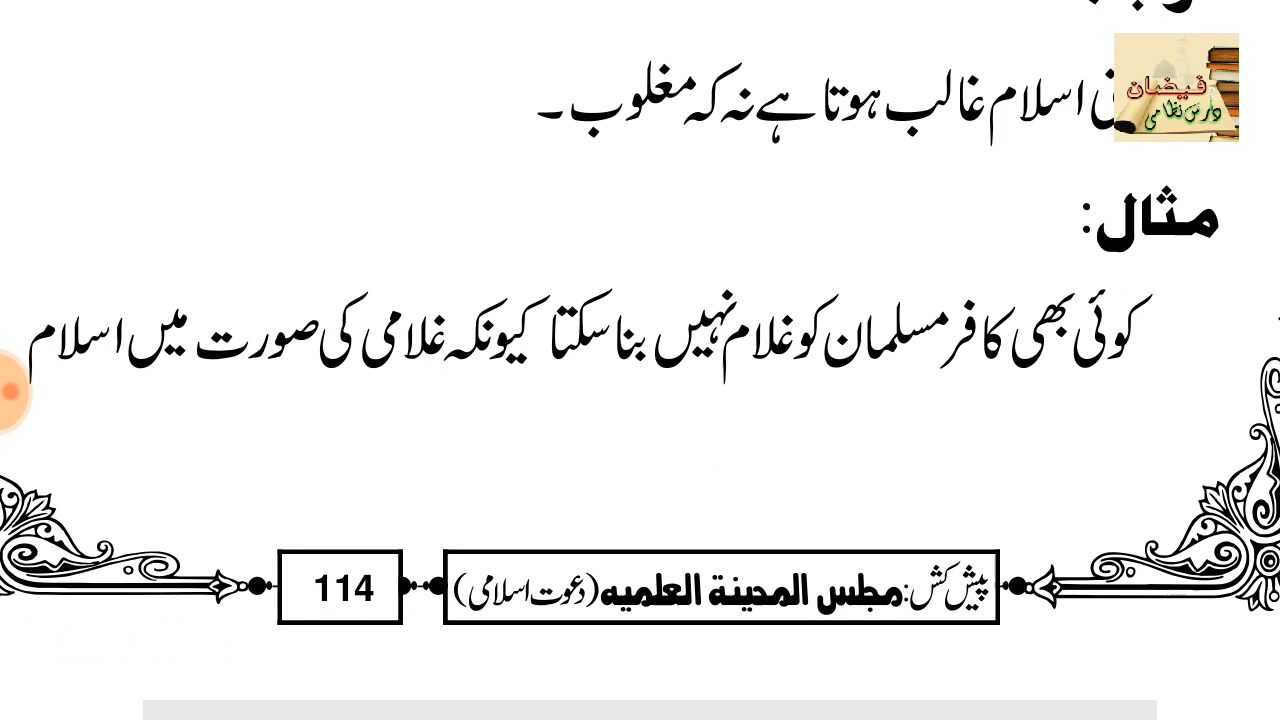 فیضان
درس نظامی
اسلام غالب ہوتا ہے نہ کہ مغلوب۔
مثال:
کوئی بھی کافر مسلمان کو غلام نہیں بنا سکتا کیونکہ غلامی کی صورت میں اسلام
پیش کش: مجلس المدینة العلمیه (دعوت اسلامی)
114